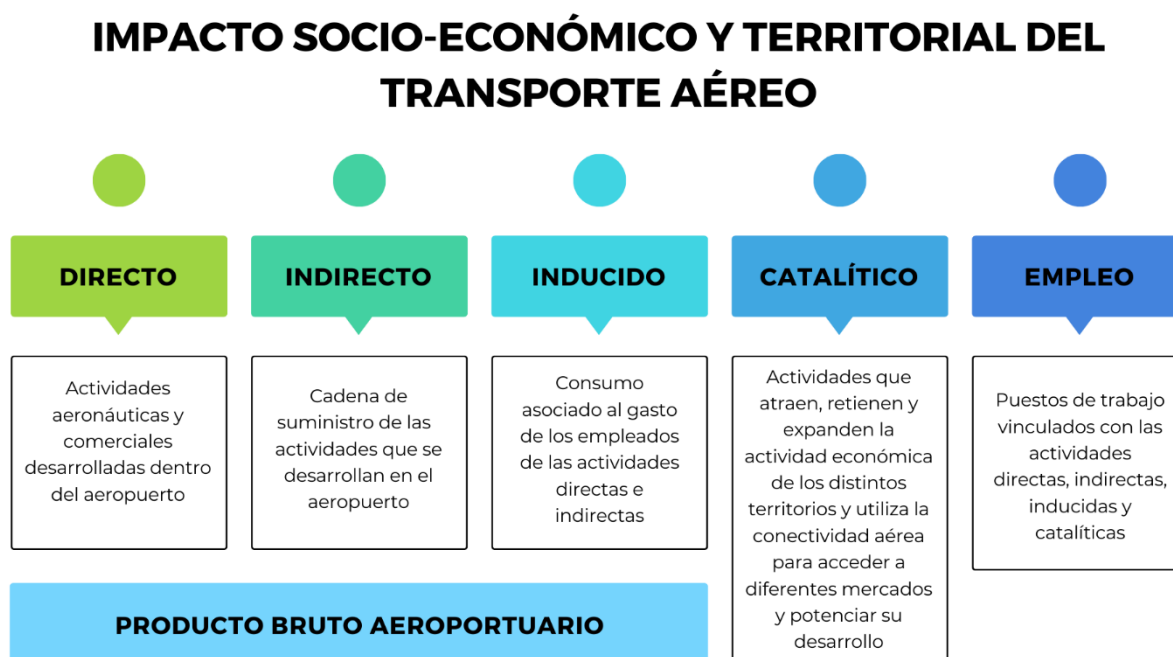 IMPACTO SOCIO-ECONÓMICO Y TERRITORIAL DEL
TRANSPORTE AÉREO
DIRECTO
Actividades
aeronáuticas y
comerciales
desarrolladas dentro
del aeropuerto
INDIRECTO
Cadena de
suministro de las
actividades que se
desarrollan en el
aeropuerto
INDUCIDO
Consumo
asociado al gasto
de los empleados
de las actividades
directas e
indirectas
CATALÍTICO
Actividades que
atraen, retienen y
expanden la
actividad económica
de los distintos
territorios y utiliza la
conectividad aérea
para acceder a
diferentes mercados
y potenciar su
desarrollo
EMPLEO
Puestos de trabajo
vinculados con las
actividades
directas, indirectas,
inducidas y
catalíticas
PRODUCTO BRUTO AEROPORTUARIO